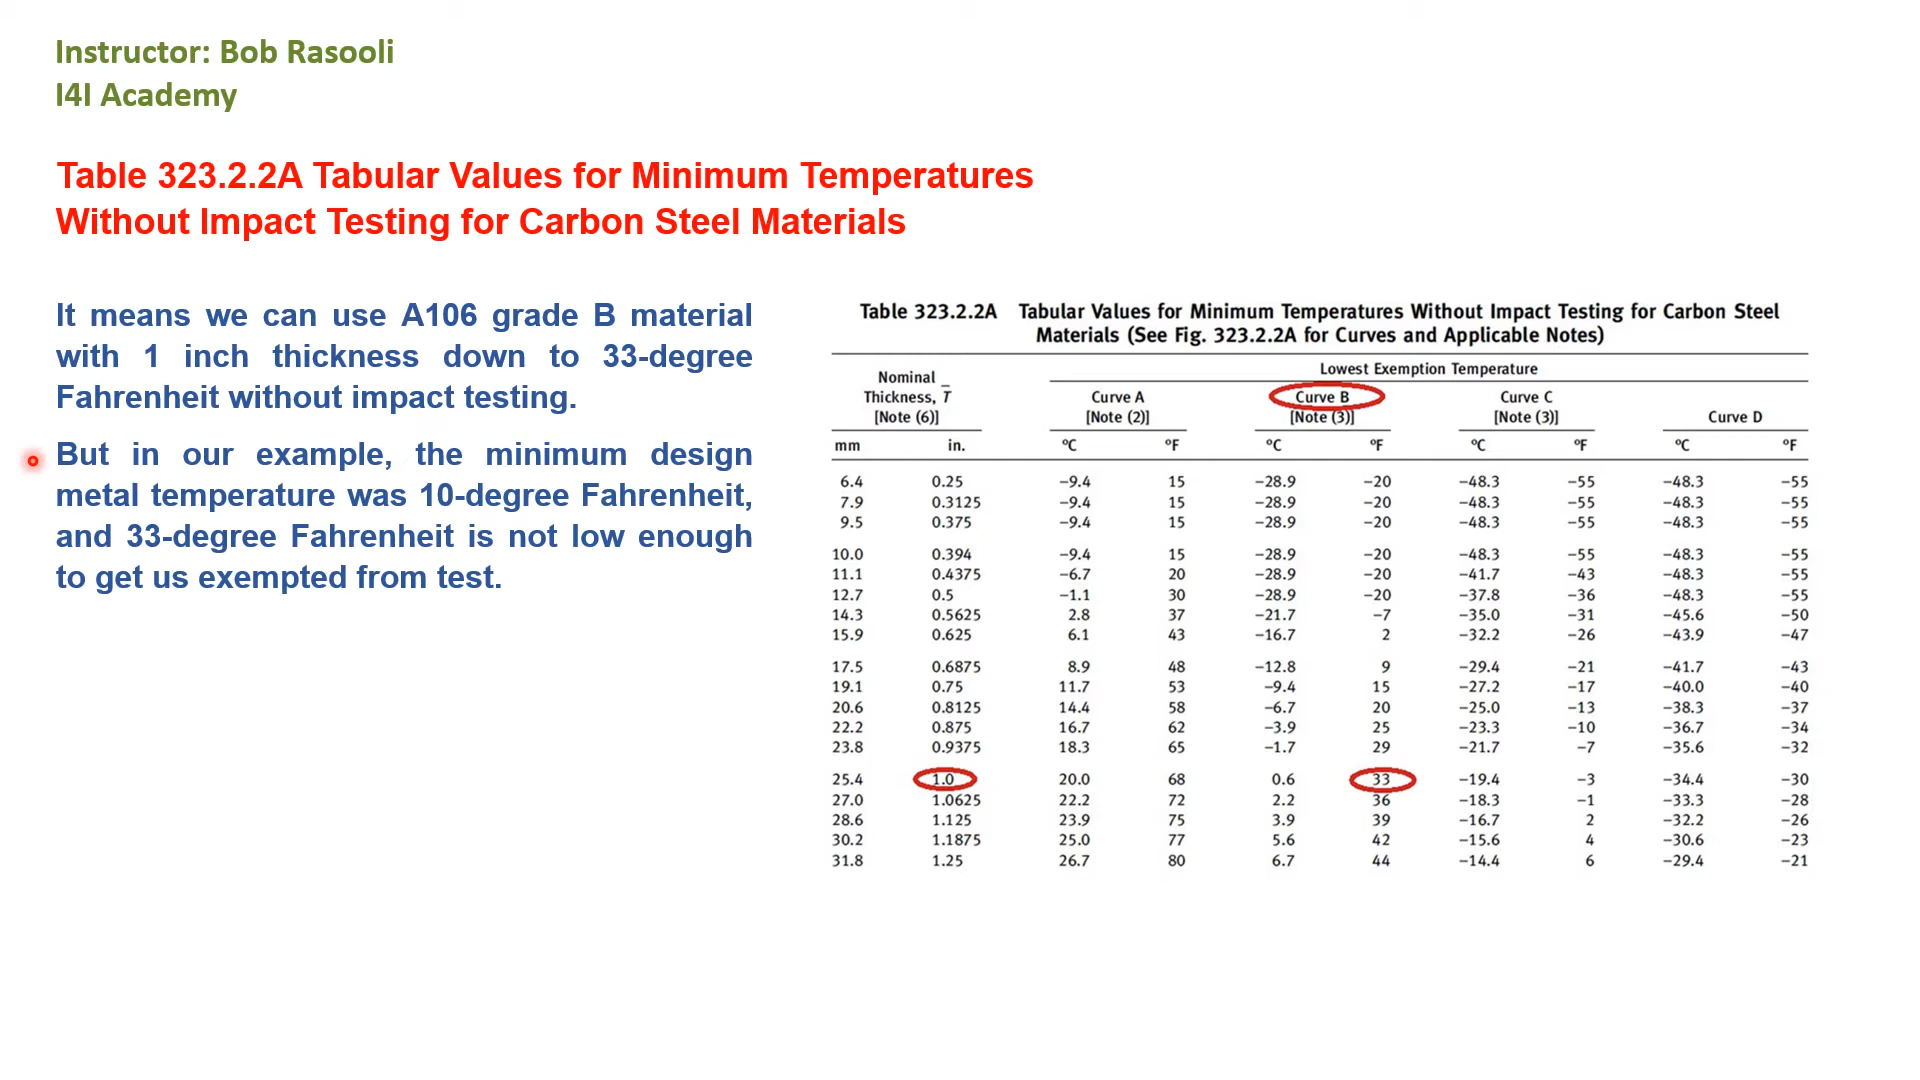 Instructor: Bob Rasooli
I4I Academy
Table 323.2.2A Tabular Values for Minimum Temperatures
Without Impact Testing for Carbon Steel Materials
It means we can use A106 grade B material
with 1 inch thickness down to 33-degree
Fahrenheit without impact testing.
But in our example, the minimum design
metal temperature was 10-degree Fahrenheit,
and 33-degree Fahrenheit is not low enough
to get us exempted from test.
Table 323.2.2A Tabular Values for Minimum Temperatures Without Impact Testing for Carbon Steel
Materials (See Fig. 323.2.2A for Curves and Applicable Notes)
Lowest Exemption Temperature
Nominal
Thickness, T̅ Curve A Curve B Curve C
[Note (6)] [Note (2)] [Note (3)] [Note (3)] Curve D
mm in. °C °F °C °F °C °F °C °F
6.4 0.25 −9.4 15 −28.9 −20 −48.3 −55 −48.3 −55
7.9 0.3125 −9.4 15 −28.9 −20 −48.3 −55 −48.3 −55
9.5 0.375 −9.4 15 −28.9 −20 −48.3 −55 −48.3 −55
10.0 0.394 −9.4 15 −28.9 −20 −48.3 −55 −48.3 −55
11.1 0.4375 −6.7 20 −28.9 −20 −41.7 −43 −48.3 −55
12.7 0.5 −1.1 30 −28.9 −20 −37.8 −36 −48.3 −55
14.3 0.5625 2.8 37 −21.7 −7 −35.0 −31 −45.6 −50
15.9 0.625 6.1 43 −16.7 2 −32.2 −26 −43.9 −47
17.5 0.6875 8.9 48 −12.8 9 −29.4 −21 −41.7 −43
19.1 0.75 11.7 53 −9.4 15 −27.2 −17 −40.0 −40
20.6 0.8125 14.4 58 −6.7 20 −25.0 −13 −38.3 −37
22.2 0.875 16.7 62 −3.9 25 −23.3 −10 −36.7 −34
23.8 0.9375 18.3 65 −1.7 29 −21.7 −7 −35.6 −32
25.4 1.0 20.0 68 0.6 33 −19.4 −3 −34.4 −30
27.0 1.0625 22.2 72 2.2 36 −18.3 −1 −33.3 −28
28.6 1.125 23.9 75 3.9 39 −16.7 2 −32.2 −26
30.2 1.1875 25.0 77 5.6 42 −15.6 4 −30.6 −23
31.8 1.25 26.7 80 6.7 44 −14.4 6 −29.4 −21